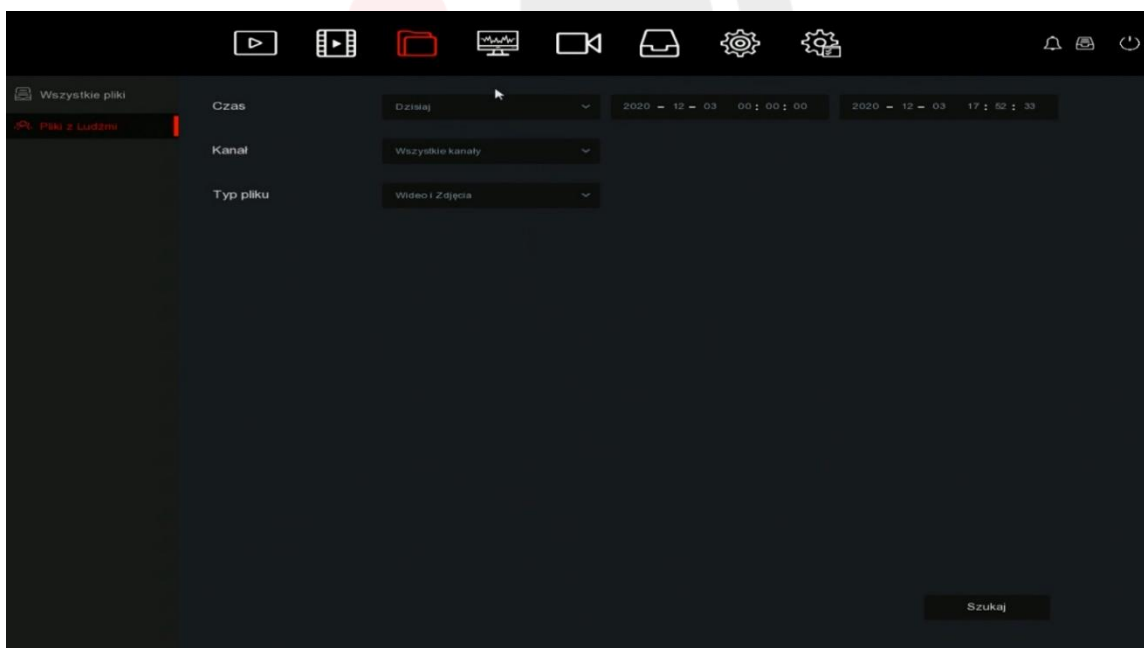 Wszystkie pliki
Pliki z Ludźmi
Czas Dzisiaj 2020 - 12 - 03 00 : 00 : 00 2020 - 12 - 03 17 : 52 : 33
Kanał Wszystkie kanały
Typ pliku Wideo i Zdjęcia
Szukaj